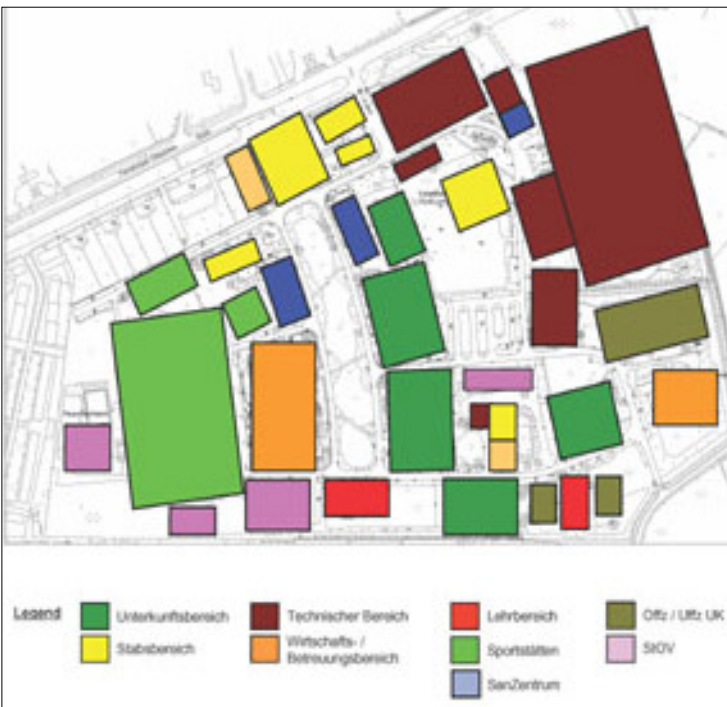 Legend
Unterkunftsbereich
Stabsbereich
Technischer Bereich
Wirtschafts- /
Betreuungsbereich
Lehrbereich
Sportstätten
SanZentrum
Offz / Uffz UK
StOV